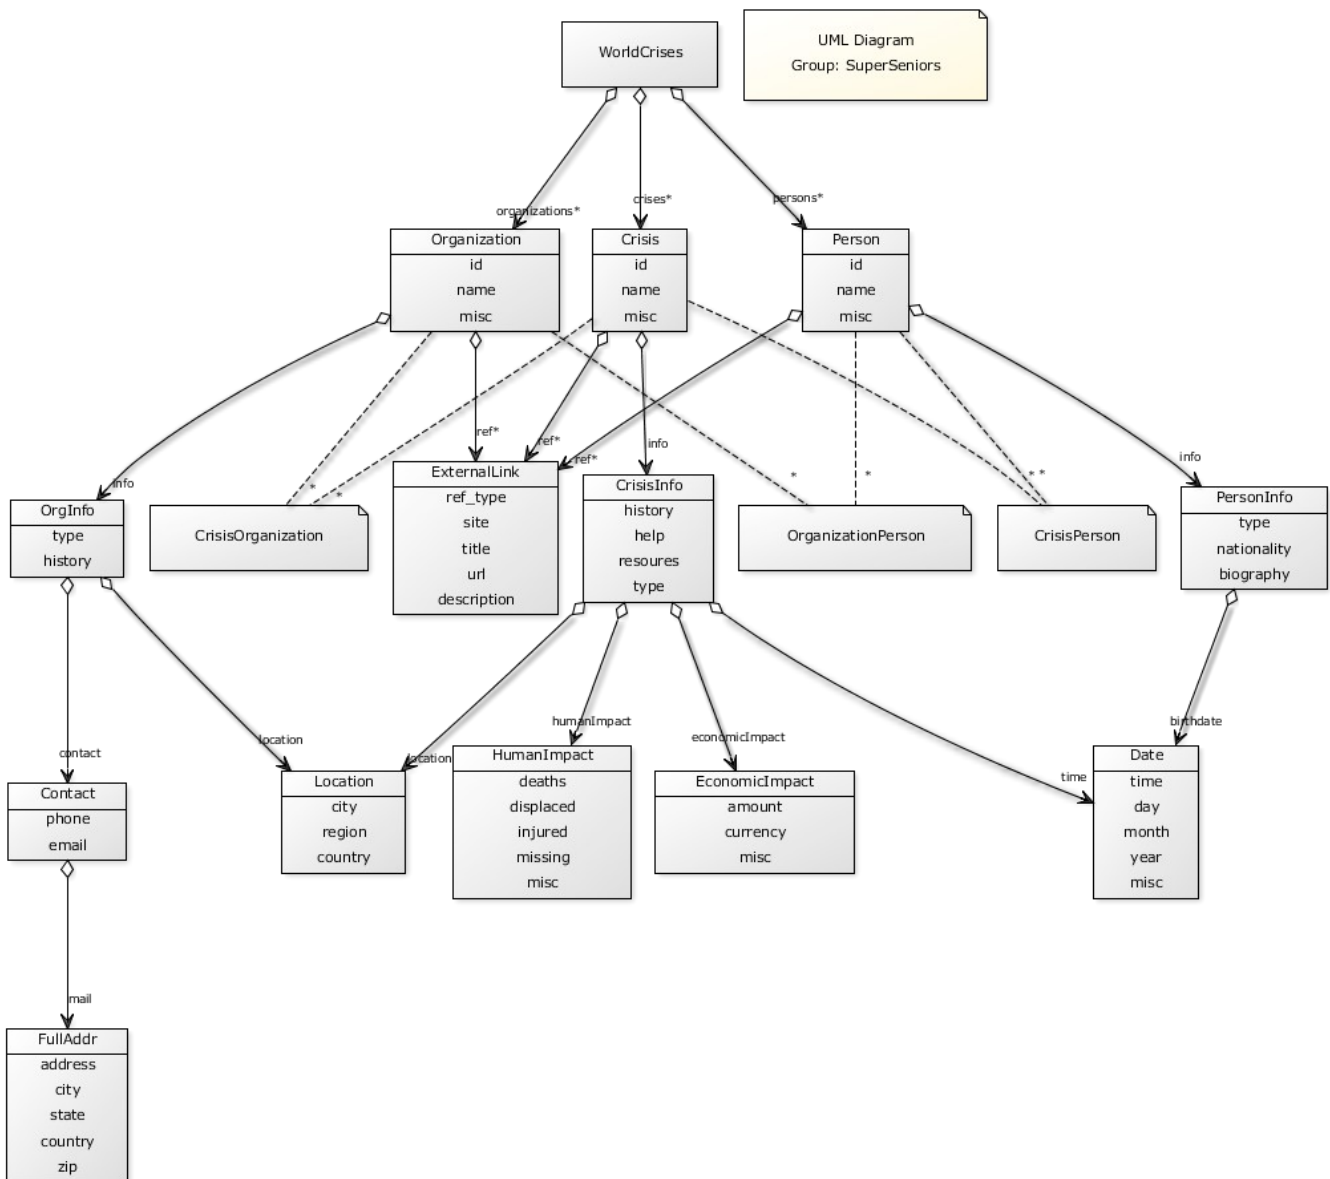 WorldCrises
UML Diagram
Group: SuperSeniors
organizations*
crises*
persons*
Organization
id
name
misc
Crisis
id
name
misc
Person
id
name
misc
info
ref*
ref*
ref*
info
*
*
*
*
* *
info
OrgInfo
type
history
CrisisOrganization
ExternalLink
ref_type
site
title
url
description
CrisisInfo
history
help
resoures
type
OrganizationPerson
CrisisPerson
PersonInfo
type
nationality
biography
contact
location
location
humanImpact
economicImpact
time
birthdate
Contact
phone
email
Location
city
region
country
HumanImpact
deaths
displaced
injured
missing
misc
EconomicImpact
amount
currency
misc
Date
time
day
month
year
misc
mail
FullAddr
address
city
state
country
zip